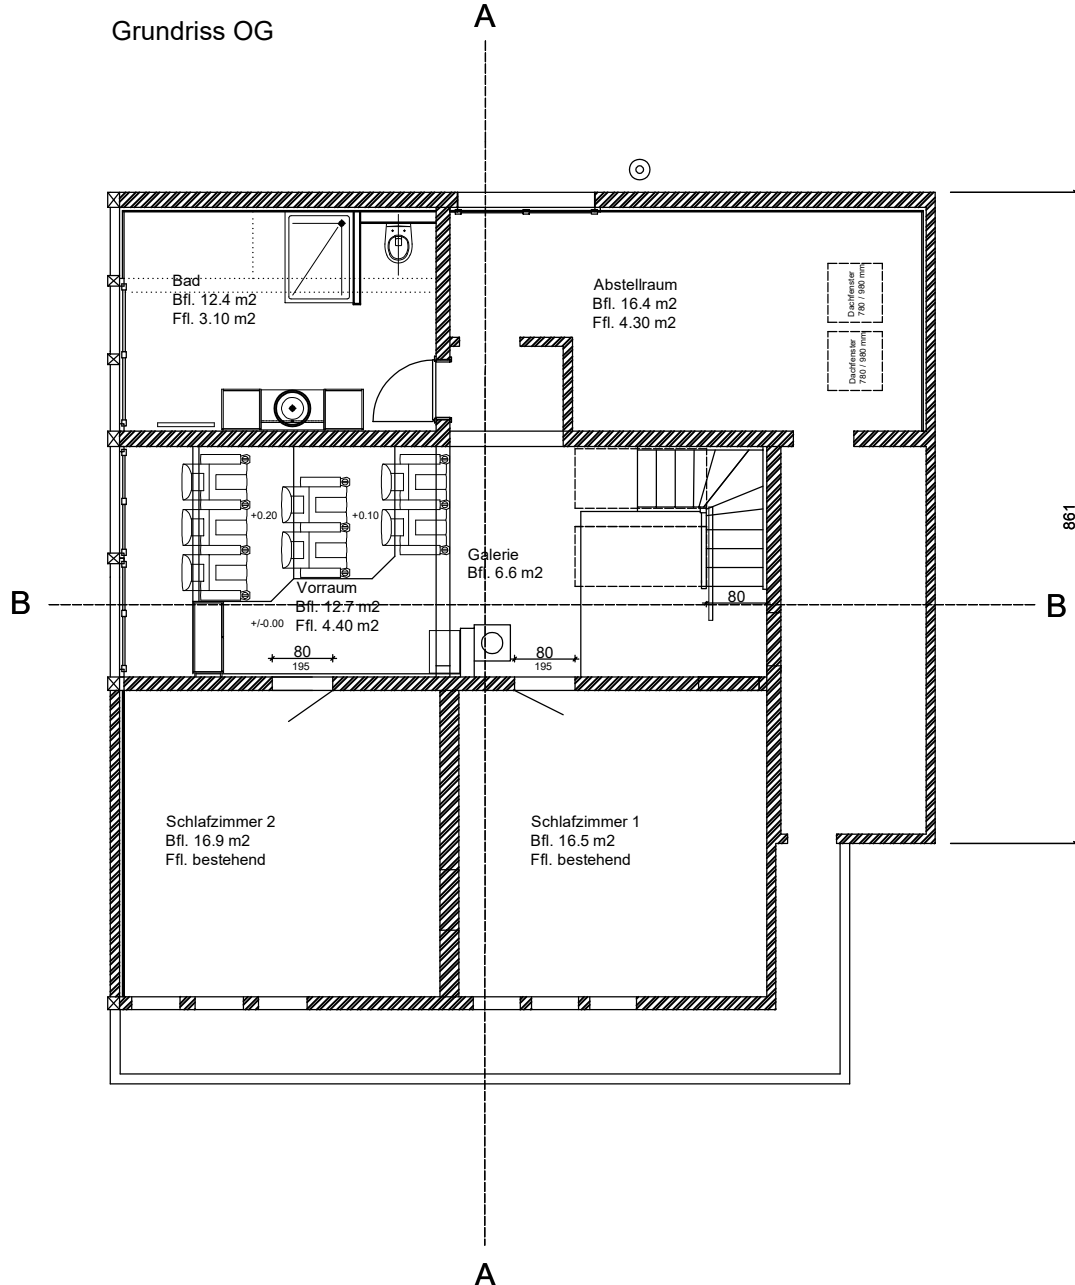 A
Grundriss OG
Bad
Bfl. 12.4 m2
Ffl. 3.10 m2
Abstellraum
Bfl. 16.4 m2
Ffl. 4.30 m2
Dachfenster
780 / 980 mm
Dachfenster
780 / 980 mm
861
+0.20
+0.10
Galerie
Bfl. 6.6 m2
Vorraum
Bfl. 12.7 m2
Ffl. 4.40 m2
+/-0.00
B
80
B
80
195
80
195
Schlafzimmer 2
Bfl. 16.9 m2
Ffl. bestehend
Schlafzimmer 1
Bfl. 16.5 m2
Ffl. bestehend
A